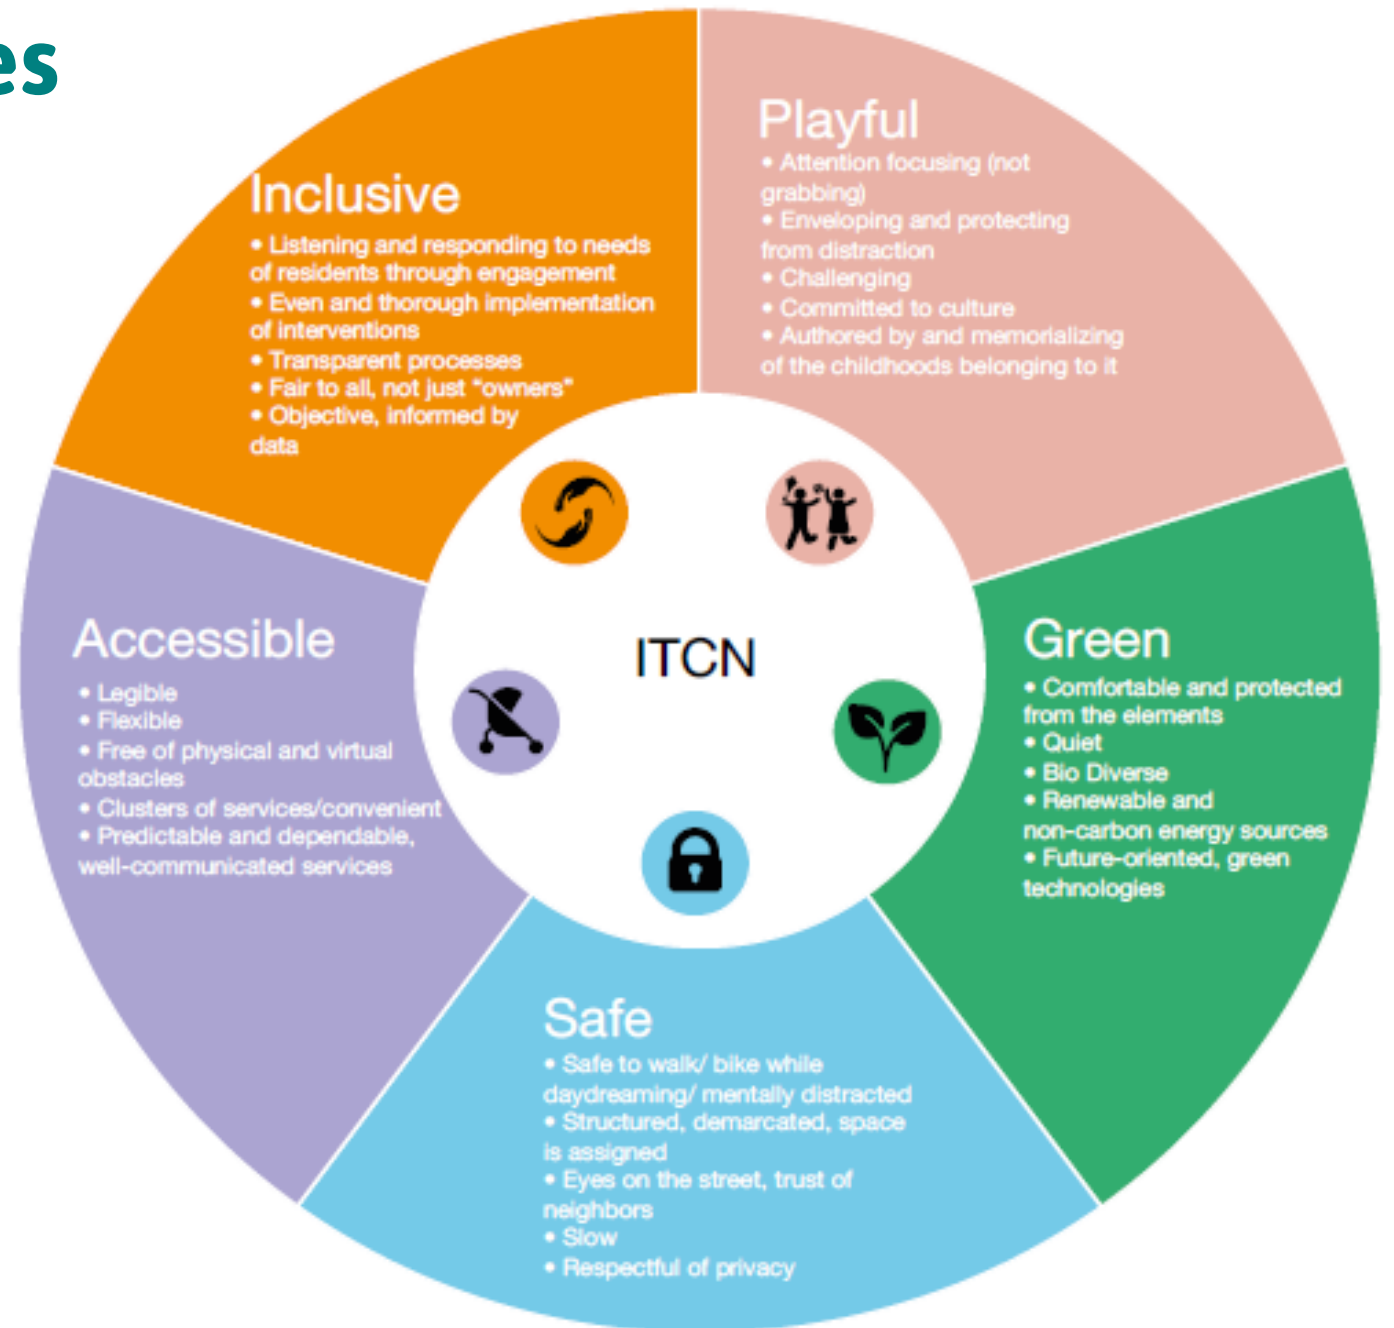 es
Playful
• Attention focusing (not
grabbing)
• Enveloping and protecting
from distraction
• Challenging
• Committed to culture
• Authored by and memorializing
of the childhoods belonging to it
Inclusive
• Listening and responding to needs
of residents through engagement
• Even and thorough implementation
of interventions
• Transparent processes
• Fair to all, not just “owners”
• Objective, informed by
data
ITCN
Accessible
• Legible
• Flexible
• Free of physical and virtual
obstacles
• Clusters of services/convenient
• Predictable and dependable,
well-communicated services
Green
• Comfortable and protected
from the elements
• Quiet
• Bio Diverse
• Renewable and
non-carbon energy sources
• Future-oriented, green
technologies
Safe
• Safe to walk/ bike while
daydreaming/ mentally distracted
• Structured, demarcated, space
is assigned
• Eyes on the street, trust of
neighbors
• Slow
• Respectful of privacy